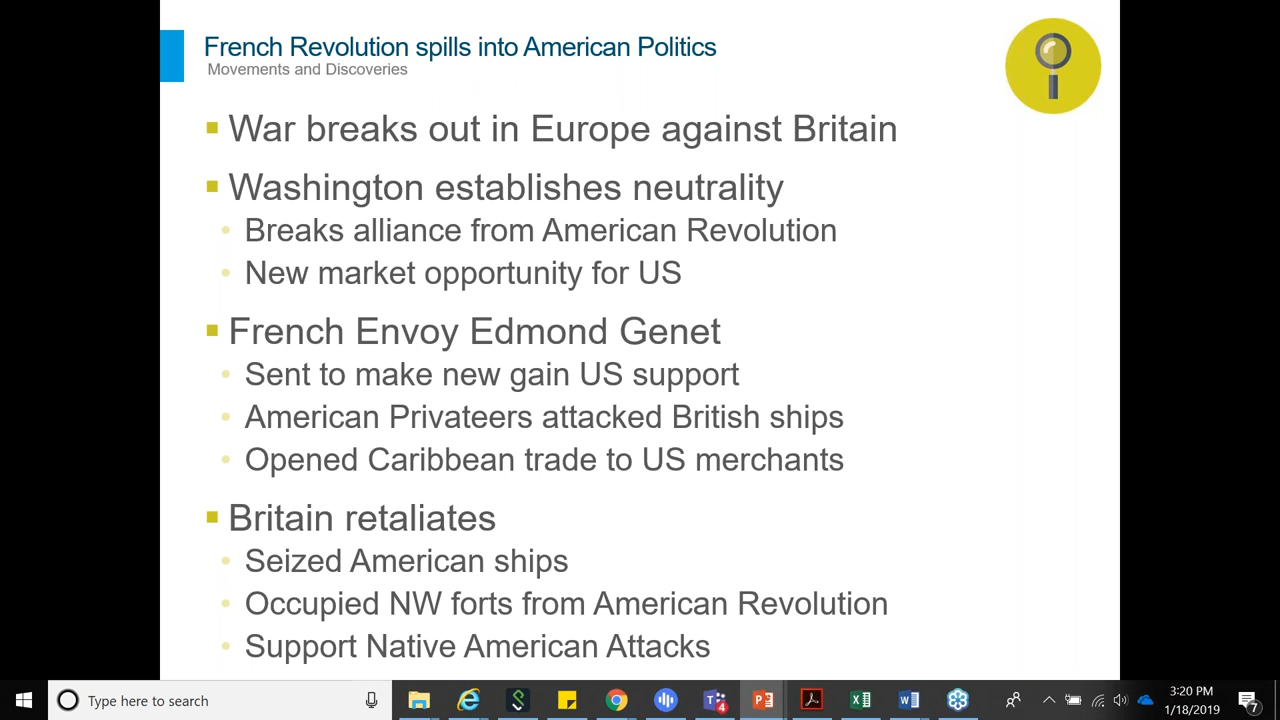 French Revolution spills into American Politics
Movements and Discoveries
War breaks out in Europe against Britain
Washington establishes neutrality
Breaks alliance from American Revolution
New market opportunity for US
French Envoy Edmond Genet
Sent to make new gain US support
American Privateers attacked British ships
Opened Caribbean trade to US merchants
Britain retaliates
Seized American ships
Occupied NW forts from American Revolution
Support Native American Attacks
Type here to search
4
3:20 PM
1/18/2019
7